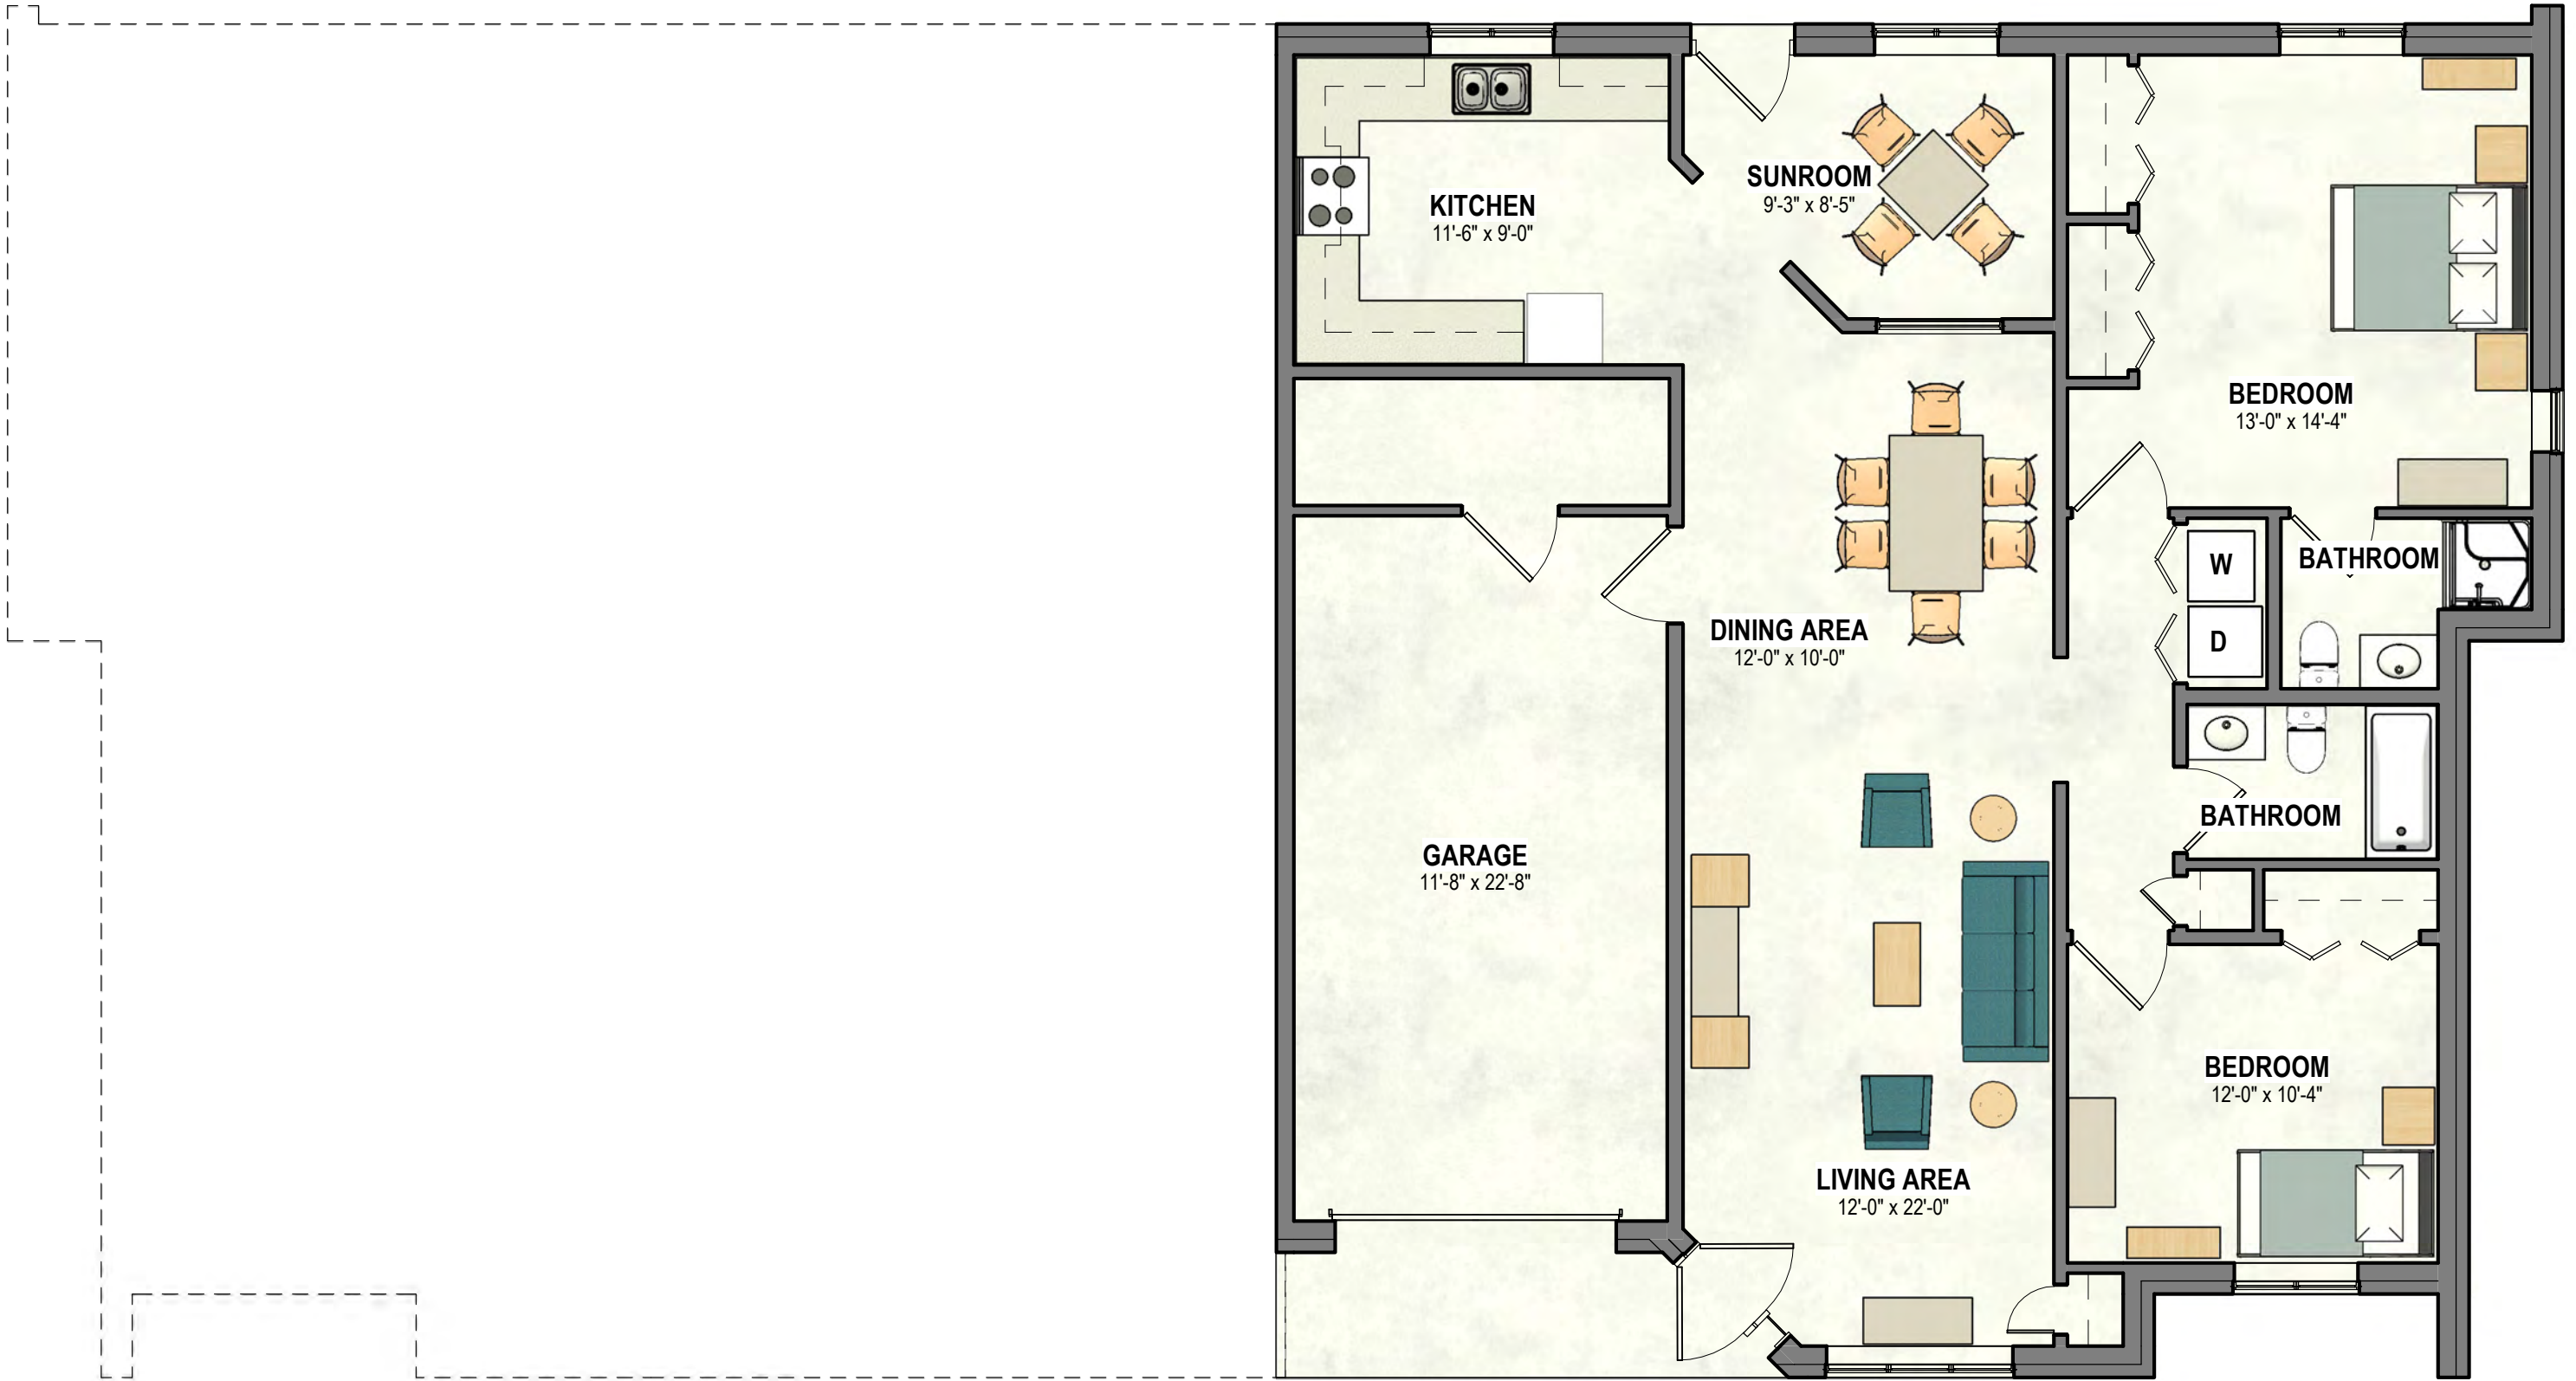 KITCHEN
11'-6" x 9'-0"
SUNROOM
9'-3" x 8'-5"
BEDROOM
13'-0" x 14'-4"
W
D
BATHROOM
DINING AREA
12'-0" x 10'-0"
BATHROOM
GARAGE
11'-8" x 22'-8"
LIVING AREA
12'-0" x 22'-0"
BEDROOM
12'-0" x 10'-4"